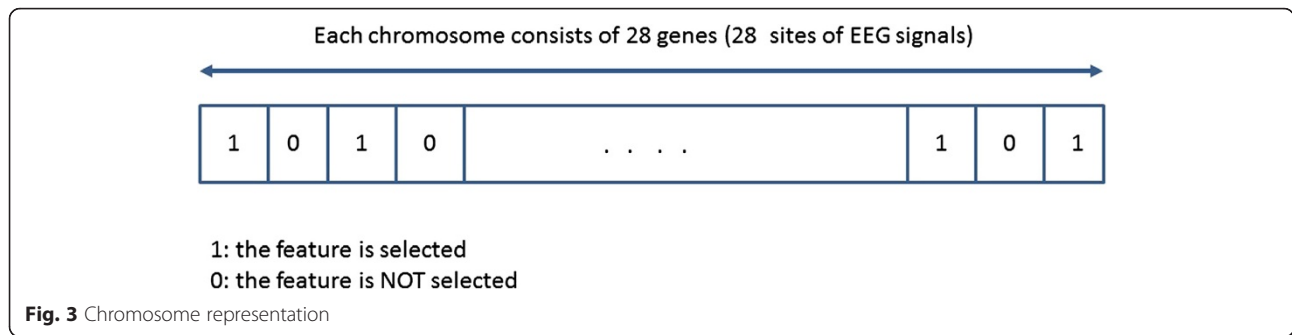 Each chromosome consists of 28 genes (28 sites of EEG signals)
1 0 1 0 . . . . 1 0 1
1: the feature is selected
0: the feature is NOT selected
Fig. 3 Chromosome representation